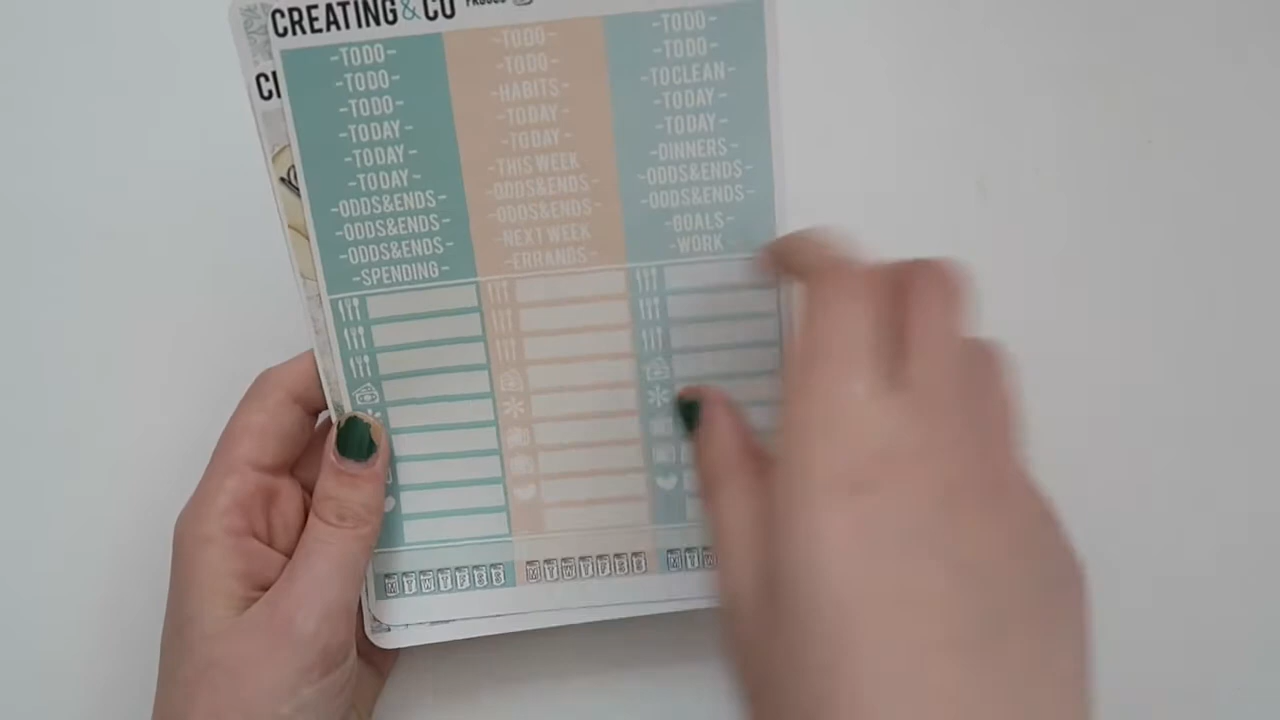 CREATING&CO
-TODO-
-TODO-
-TODO-
-TODAY-
-TODAY-
-TODAY-
-ODDS&ENDS-
-ODDS&ENDS-
-ODDS&ENDS-
-SPENDING-
-TODO-
-TODO-
-HABITS-
-TODAY-
-TODAY-
-THIS WEEK
-ODDS&ENDS-
-ODDS&ENDS-
-NEXT WEEK
-ERRANDS-
-TODO-
-TODO-
-TO CLEAN-
-TODAY-
-TODAY-
-DINNERS-
-ODDS&ENDS-
-ODDS&ENDS-
-GOALS-
-WORK-
M T W T F S S
M T W T F S S
M T W